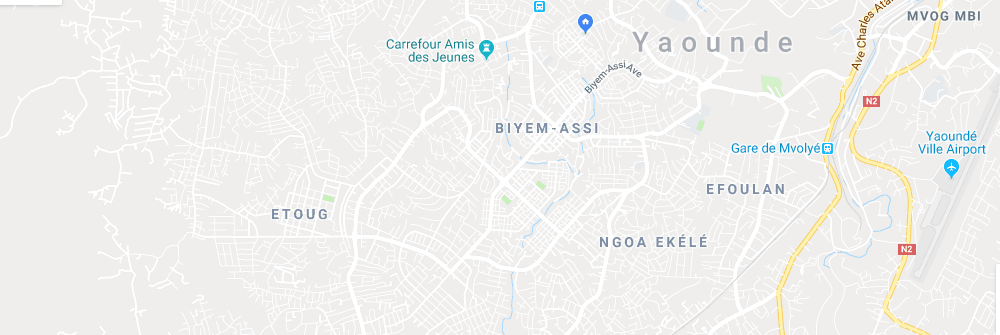 MVOG MBI
Ave Charles Ata
Yaounde
Carrefour Amis
des Jeunes
Biyem-Assi Ave
N2
BIYEM-ASSI
Yaoundé
Ville Airport
Gare de Mvolyé
EFOULAN
ETOUG
NGOA EKÉLÉ
N2